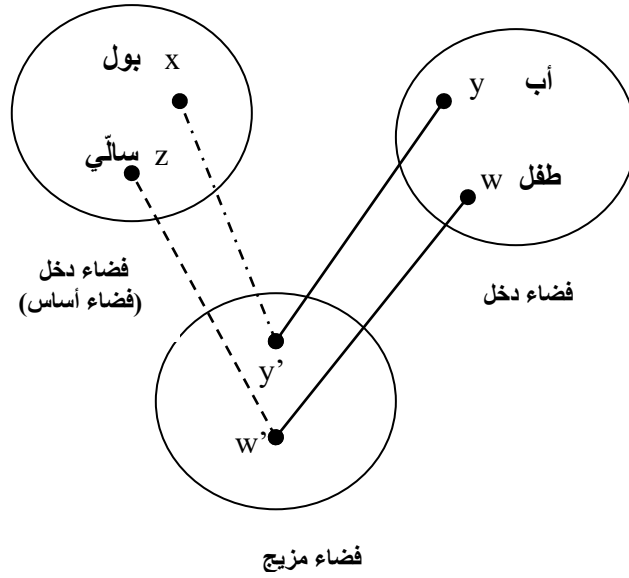 بول x
أب y
سالّي z
طفل w
فضاء دخل
(فضاء أساس)
فضاء دخل
y’
w’
فضاء مزيج